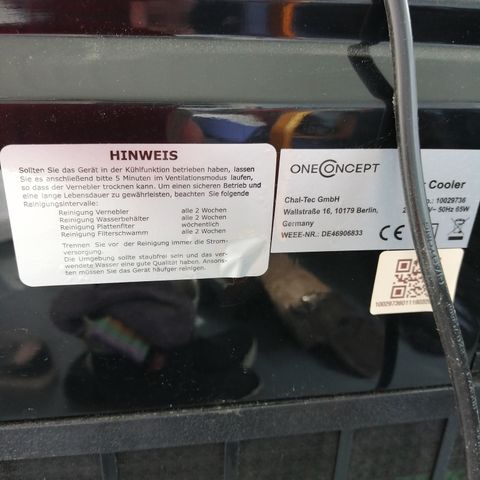 HINWEIS
Sollten Sie das Gerät in der Kühlfunktion betrieben haben, lassen
Sie es anschließend bitte 5 Minuten im Ventilationsmodus laufen,
so dass der Vernebler trocknen kann. Um einen sicheren Betrieb und
eine lange Lebensdauer zu gewährleisten, beachten Sie folgende
Reinigungsintervalle:
Reinigung Vernebler alle 2 Wochen
Reinigung Wasserbehälter alle 2 Wochen
Reinigung Plattenfilter wöchentlich
Reinigung Filterschwamm alle 2 Wochen
Trennen Sie vor der Reinigung immer die Strom-
versorgung.
Die Umgebung sollte staubfrei sein und das ver-
wendete Wasser eine gute Qualität haben. Ansons-
ten müssen Sie das Gerät häufiger reinigen.
ONECONCEPT
Cooler
Chal-Tec GmbH
o.: 10029736
Wallstraße 16, 10179 Berlin,
V~ 50Hz 65W
Germany
WEEE-NR.: DE46906833
CE